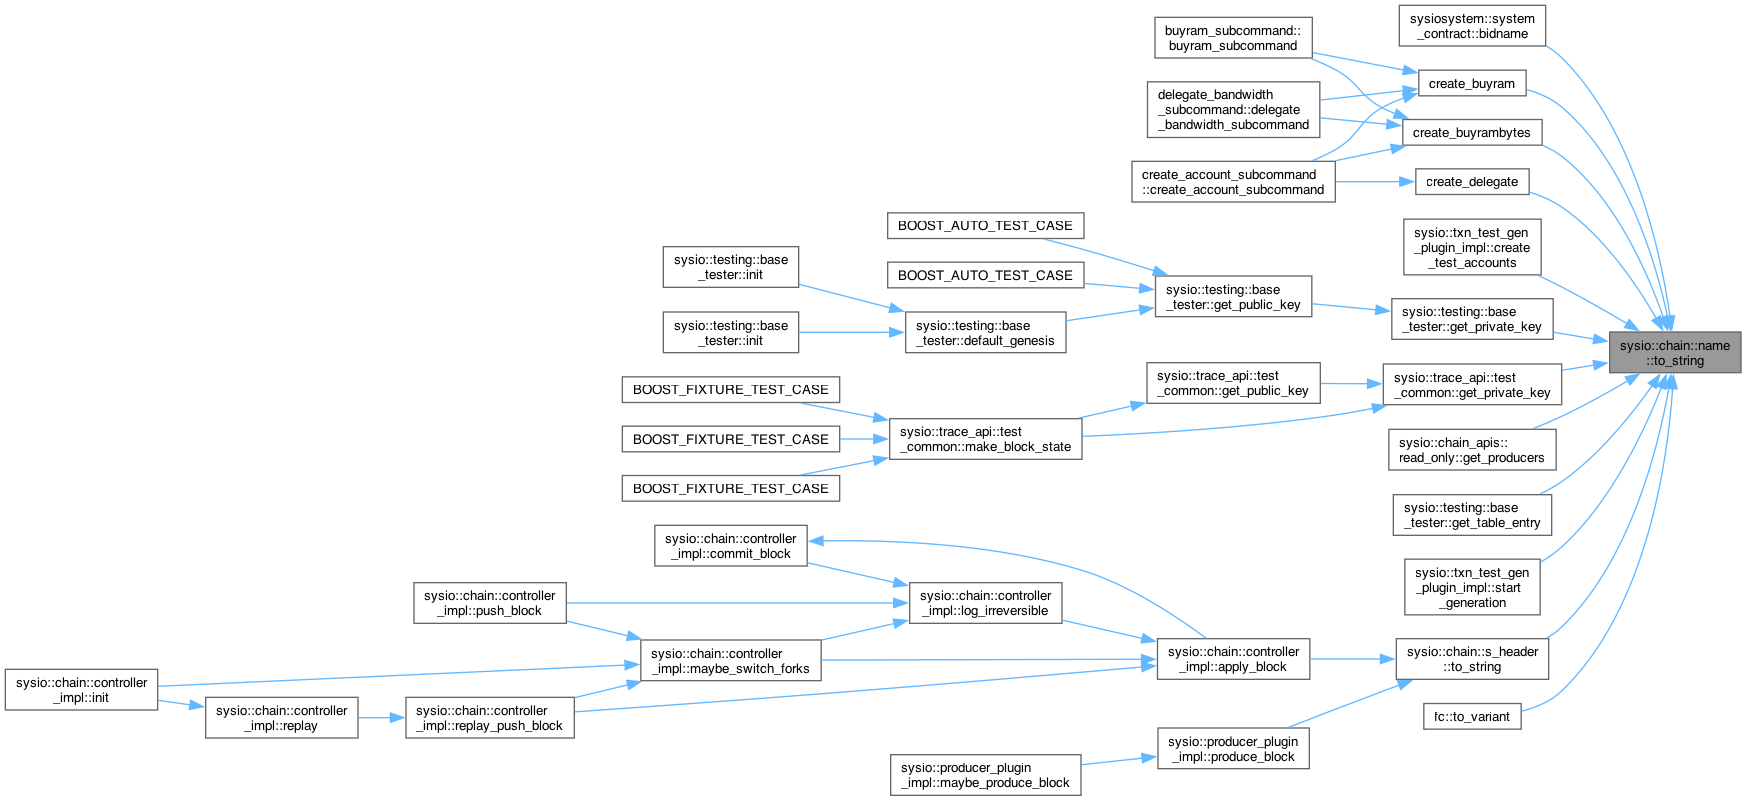 sysiosystem::system
_contract::bidname
buyram_subcommand::
buyram_subcommand
create_buyram
delegate_bandwidth
_subcommand::delegate
_bandwidth_subcommand
create_buyrambytes
create_account_subcommand
::create_account_subcommand
create_delegate
BOOST_AUTO_TEST_CASE
sysio::txn_test_gen
_plugin_impl::create
_test_accounts
sysio::testing::base
_tester::init
BOOST_AUTO_TEST_CASE
sysio::testing::base
_tester::get_public_key
sysio::testing::base
_tester::get_private_key
sysio::testing::base
_tester::init
sysio::testing::base
_tester::default_genesis
sysio::chain::name
::to_string
BOOST_FIXTURE_TEST_CASE
sysio::trace_api::test
_common::get_public_key
sysio::trace_api::test
_common::get_private_key
BOOST_FIXTURE_TEST_CASE
sysio::trace_api::test
_common::make_block_state
sysio::chain_apis::
read_only::get_producers
BOOST_FIXTURE_TEST_CASE
sysio::testing::base
_tester::get_table_entry
sysio::chain::controller
_impl::commit_block
sysio::txn_test_gen
_plugin_impl::start
_generation
sysio::chain::controller
_impl::push_block
sysio::chain::controller
_impl::log_irreversible
sysio::chain::controller
_impl::maybe_switch_forks
sysio::chain::controller
_impl::apply_block
sysio::chain::s_header
::to_string
sysio::chain::controller
_impl::init
sysio::chain::controller
_impl::replay
sysio::chain::controller
_impl::replay_push_block
fc::to_variant
sysio::producer_plugin
_impl::produce_block
sysio::producer_plugin
_impl::maybe_produce_block